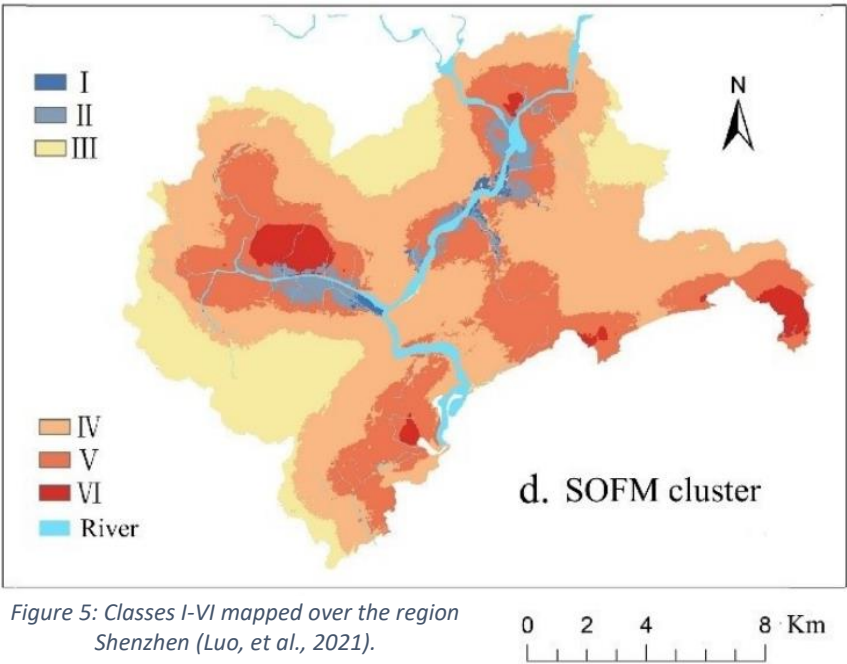 I
II
III
N
IV
V
VI
River
d. SOFM cluster
Figure 5: Classes I-VI mapped over the region
Shenzhen (Luo, et al., 2021).
0 2 4 8 Km